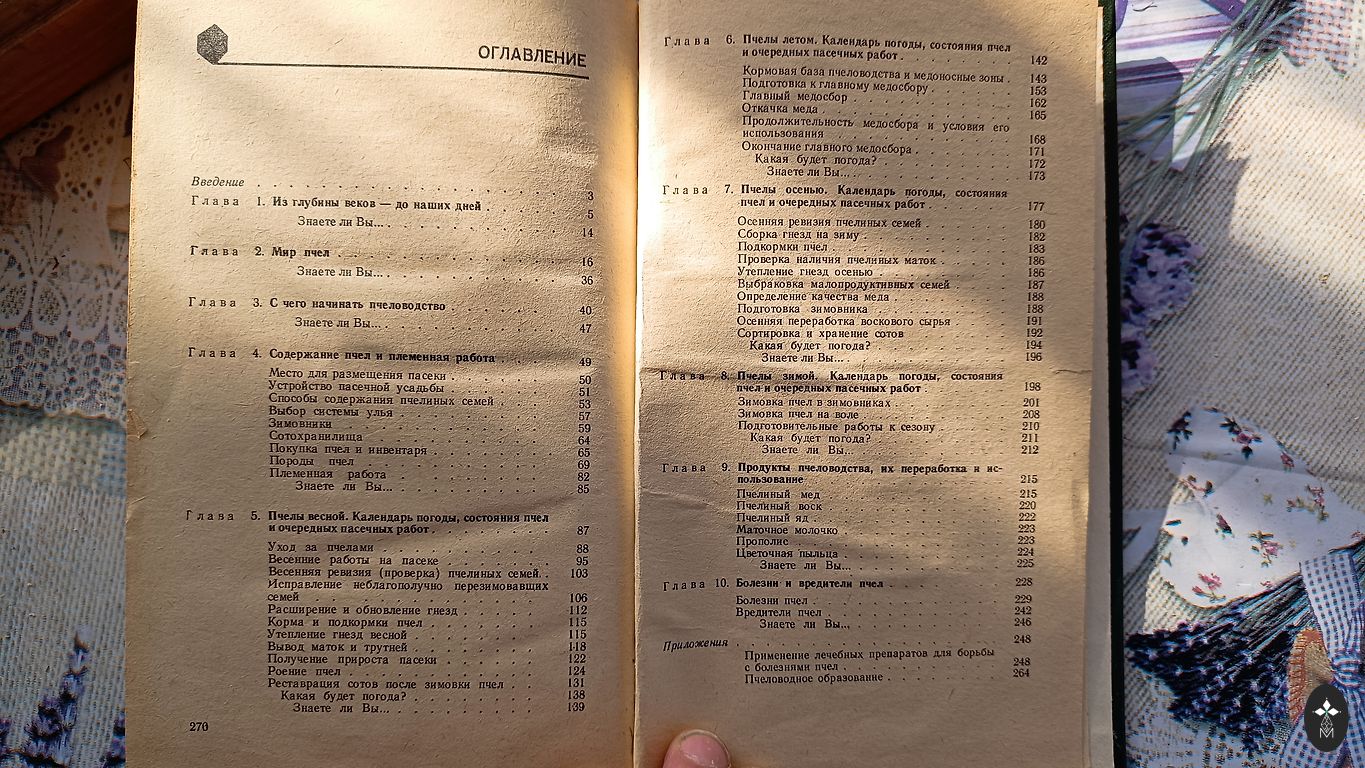 ОГЛАВЛЕНИЕ
Введение . . . . . . . . . . 3
Глава 1. Из глубины веков — до наших дней . . . . . 5
Знаете ли Вы... . . . . . 14
Глава 2. Мир пчел . . . . . 16
Знаете ли Вы... . . . . . 36
Глава 3. С чего начинать пчеловодство . . . . . 40
Знаете ли Вы... . . . . . 47
Глава 4. Содержание пчел и племенная работа . . . . . 49
Место для размещения пасеки . . . . . 50
Устройство пасечной усадьбы . . . . . 51
Способы содержания пчелиных семей . . . . . 53
Выбор системы улья . . . . . 57
Зимовники . . . . . 59
Сотохранилища . . . . . 64
Покупка пчел и инвентаря . . . . . 65
Породы пчел . . . . . 69
Племенная работа . . . . . 82
Знаете ли Вы... . . . . . 85
Глава 5. Пчелы весной. Календарь погоды, состояния пчел
и очередных пасечных работ . . . . . 87
Уход за пчелами . . . . . 88
Весенние работы на пасеке . . . . . 95
Весенняя ревизия (проверка) пчелиных семей . . 103
Исправление неблагополучно перезимовавших
семей . . . . . 106
Расширение и обновление гнезд . . . . . 112
Корма и подкормки пчел . . . . . 115
Утепление гнезд весной . . . . . 115
Вывод маток и трутней . . . . . 118
Получение прироста пасеки . . . . . 122
Роение пчел . . . . . 124
Реставрация сотов после зимовки пчел . . . 131
Какая будет погода? . . . . . 138
Знаете ли Вы... . . . . . 139
270
Глава 6. Пчелы летом. Календарь погоды, состояния пчел
и очередных пасечных работ . . . . . 142
Кормовая база пчеловодства и медоносные зоны . 143
Подготовка к главному медосбору . . . . . 153
Главный медосбор . . . . . 162
Откачка меда . . . . . 165
Продолжительность медосбора и условия его
использования . . . . . 168
Окончание главного медосбора . . . . . 171
Какая будет погода? . . . . . 172
Знаете ли Вы... . . . . . 173
Глава 7. Пчелы осенью. Календарь погоды, состояния
пчел и очередных пасечных работ . . . . . 177
Осенняя ревизия пчелиных семей . . . . . 180
Сборка гнезд на зиму . . . . . 182
Подкормки пчел . . . . . 183
Проверка наличия пчелиных маток . . . . . 186
Утепление гнезд осенью . . . . . 186
Выбраковка малопродуктивных семей . . . . . 187
Определение качества меда . . . . . 188
Подготовка зимовника . . . . . 188
Осенняя переработка воскового сырья . . . . . 191
Сортировка и хранение сотов . . . . . 192
Какая будет погода? . . . . . 194
Знаете ли Вы... . . . . . 196
Глава 8. Пчелы зимой. Календарь погоды, состояния
пчел и очередных пасечных работ . . . . . 198
Зимовка пчел в зимовниках . . . . . 201
Зимовка пчел на воле . . . . . 208
Подготовительные работы к сезону . . . . . 210
Какая будет погода? . . . . . 211
Знаете ли Вы... . . . . . 212
Глава 9. Продукты пчеловодства, их переработка и ис-
пользование . . . . . 215
Пчелиный мед . . . . . 215
Пчелиный воск . . . . . 220
Пчелиный яд . . . . . 222
Маточное молочко . . . . . 223
Прополис . . . . . 223
Цветочная пыльца . . . . . 224
Знаете ли Вы... . . . . . 225
Глава 10. Болезни и вредители пчел . . . . . 228
Болезни пчел . . . . . 229
Вредители пчел . . . . . 242
Знаете ли Вы... . . . . . 246
Приложения . . . . . 248
Применение лечебных препаратов для борьбы
с болезнями пчел . . . . . 248
Пчеловодное образование . . . . . 264
M